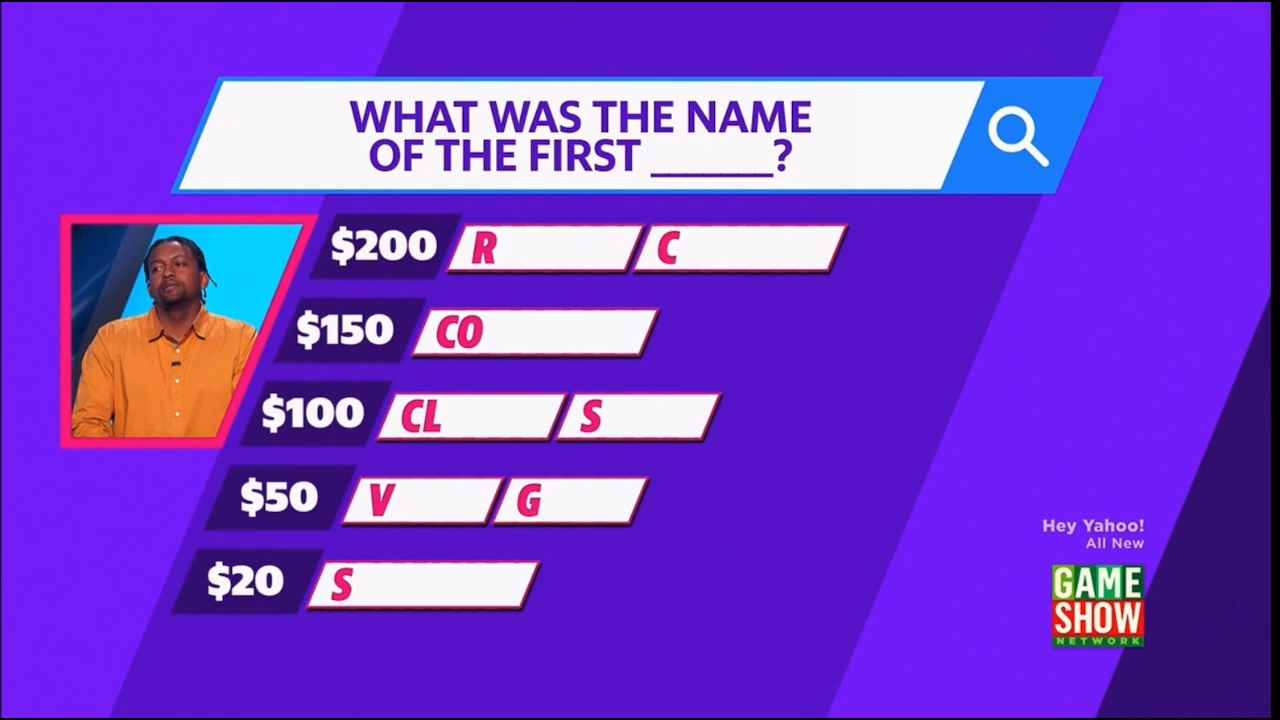 WHAT WAS THE NAME
OF THE FIRST ______?
$200 R C
$150 CO
$100 CL S
$50 V G
$20 S
Hey Yahoo!
All New
GAME
SHOW
NETWORK